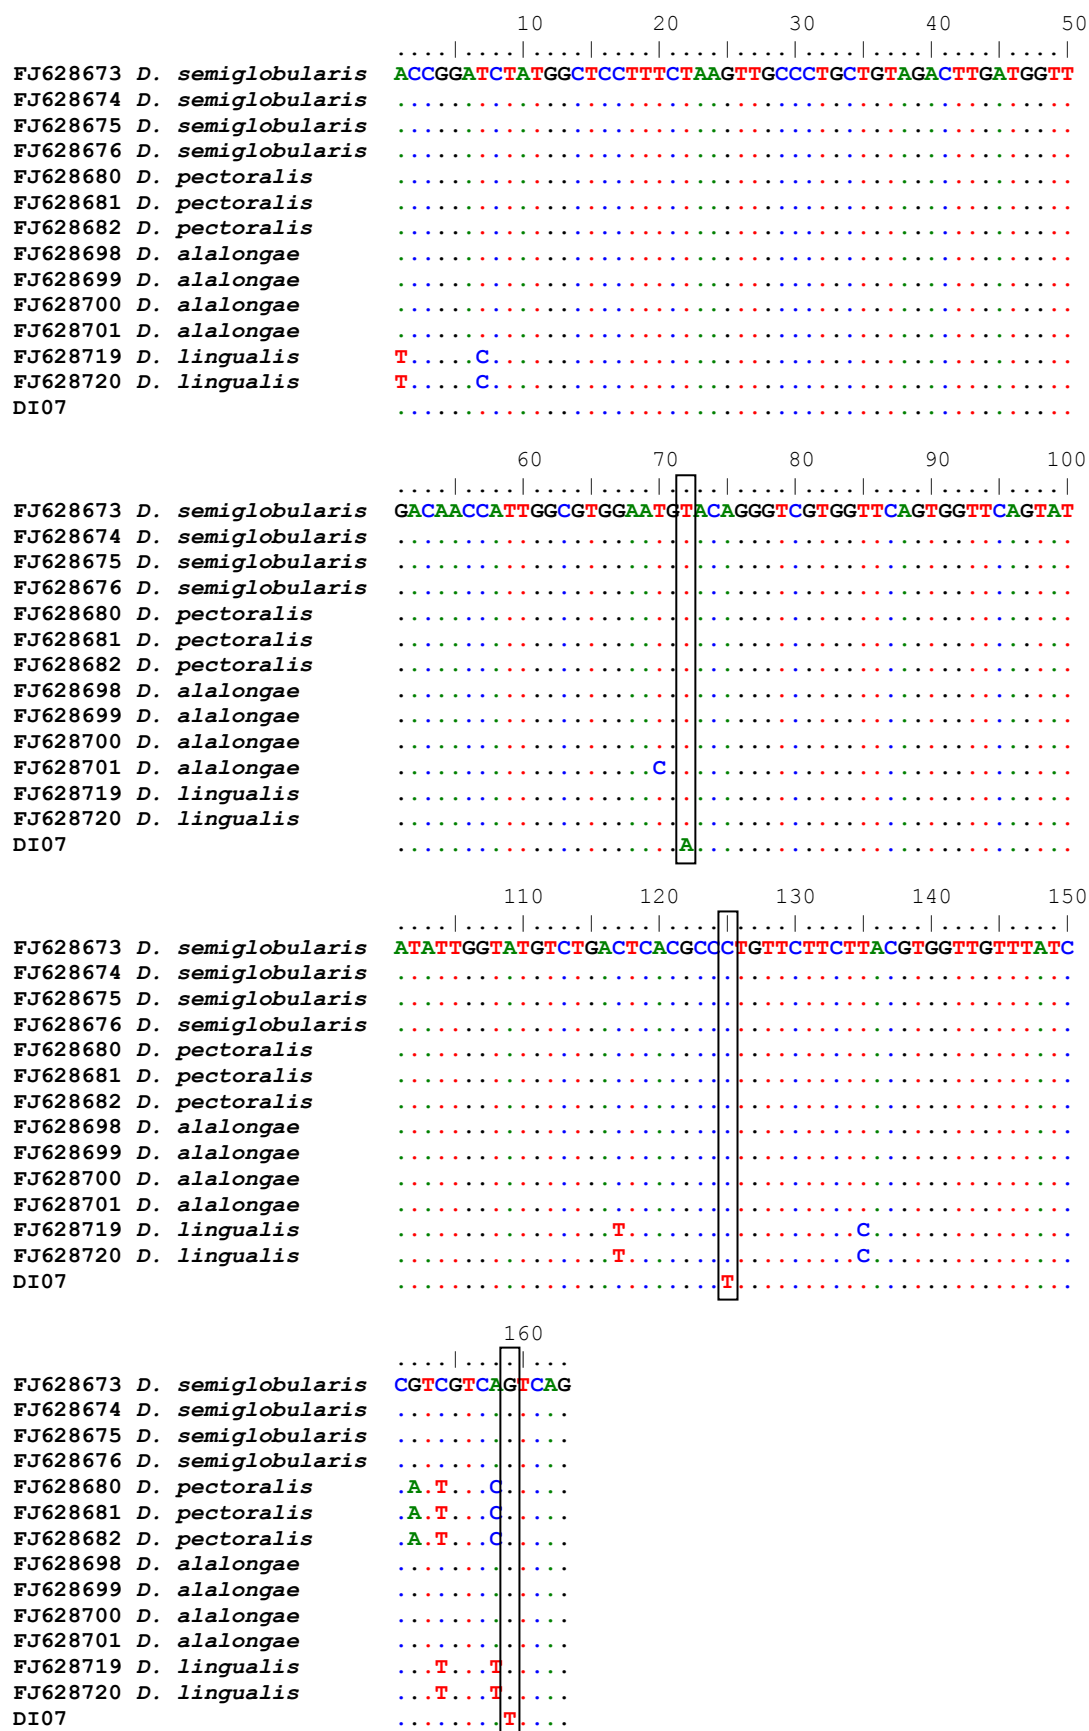 10 20 30 40 50
....|....|....|....|....|....|....|....|....|....|
FJ628673 D. semiglobularis ACCGGATCTATGGCTCCTTTCTAAGTTGCCCTGCTGTAGACTTGATGGTT
FJ628674 D. semiglobularis ..................................................
FJ628675 D. semiglobularis ..................................................
FJ628676 D. semiglobularis ..................................................
FJ628680 D. pectoralis ..................................................
FJ628681 D. pectoralis ..................................................
FJ628682 D. pectoralis ..................................................
FJ628698 D. alalongae ..................................................
FJ628699 D. alalongae ..................................................
FJ628700 D. alalongae ..................................................
FJ628701 D. alalongae ..................................................
FJ628719 D. lingualis T.....C...........................................
FJ628720 D. lingualis T.....C...........................................
DI07 ..................................................
60 70 80 90 100
....|....|....|....|....|....|....|....|....|....|
FJ628673 D. semiglobularis GACAACCATTGGCGTGGAATGTACAGGGTCGTGGTTCAGTGGTTCAGTAT
FJ628674 D. semiglobularis ..................................................
FJ628675 D. semiglobularis ..................................................
FJ628676 D. semiglobularis ..................................................
FJ628680 D. pectoralis ..................................................
FJ628681 D. pectoralis ..................................................
FJ628682 D. pectoralis ..................................................
FJ628698 D. alalongae ..................................................
FJ628699 D. alalongae ..................................................
FJ628700 D. alalongae ..................................................
FJ628701 D. alalongae ...................C..............................
FJ628719 D. lingualis ..................................................
FJ628720 D. lingualis ..................................................
DI07 .....................A............................
110 120 130 140 150
....|....|....|....|....|....|....|....|....|....|
FJ628673 D. semiglobularis ATATTGGTATGTCTGACTCACGCCCTGTTCTTCTTACGTGGTTGTTTATC
FJ628674 D. semiglobularis ..................................................
FJ628675 D. semiglobularis ..................................................
FJ628676 D. semiglobularis ..................................................
FJ628680 D. pectoralis ..................................................
FJ628681 D. pectoralis ..................................................
FJ628682 D. pectoralis ..................................................
FJ628698 D. alalongae ..................................................
FJ628699 D. alalongae ..................................................
FJ628700 D. alalongae ..................................................
FJ628701 D. alalongae ..................................................
FJ628719 D. lingualis ................T.................C...............
FJ628720 D. lingualis ................T.................C...............
DI07 ........................T.........................
160
....|....|...
FJ628673 D. semiglobularis CGTCGTCAGTCAG
FJ628674 D. semiglobularis .............
FJ628675 D. semiglobularis .............
FJ628676 D. semiglobularis .............
FJ628680 D. pectoralis .A.T...C.....
FJ628681 D. pectoralis .A.T...C.....
FJ628682 D. pectoralis .A.T...C.....
FJ628698 D. alalongae .............
FJ628699 D. alalongae .............
FJ628700 D. alalongae .............
FJ628701 D. alalongae .............
FJ628719 D. lingualis ...T...T.....
FJ628720 D. lingualis ...T...T.....
DI07 ........T....